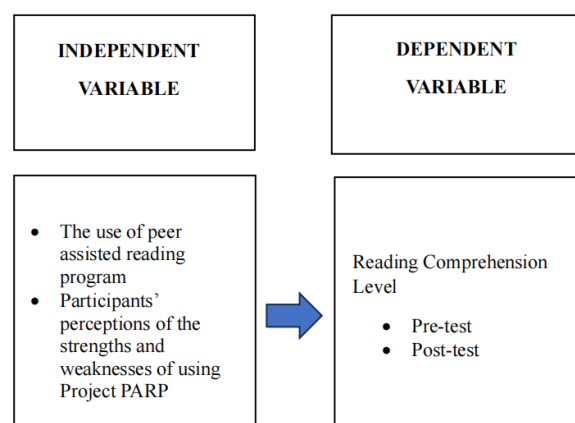 INDEPENDENT
VARIABLE
DEPENDENT
VARIABLE
• The use of peer
assisted reading
program
• Participants’
perceptions of the
strengths and
weaknesses of using
Project PARP
Reading Comprehension
Level
• Pre-test
• Post-test